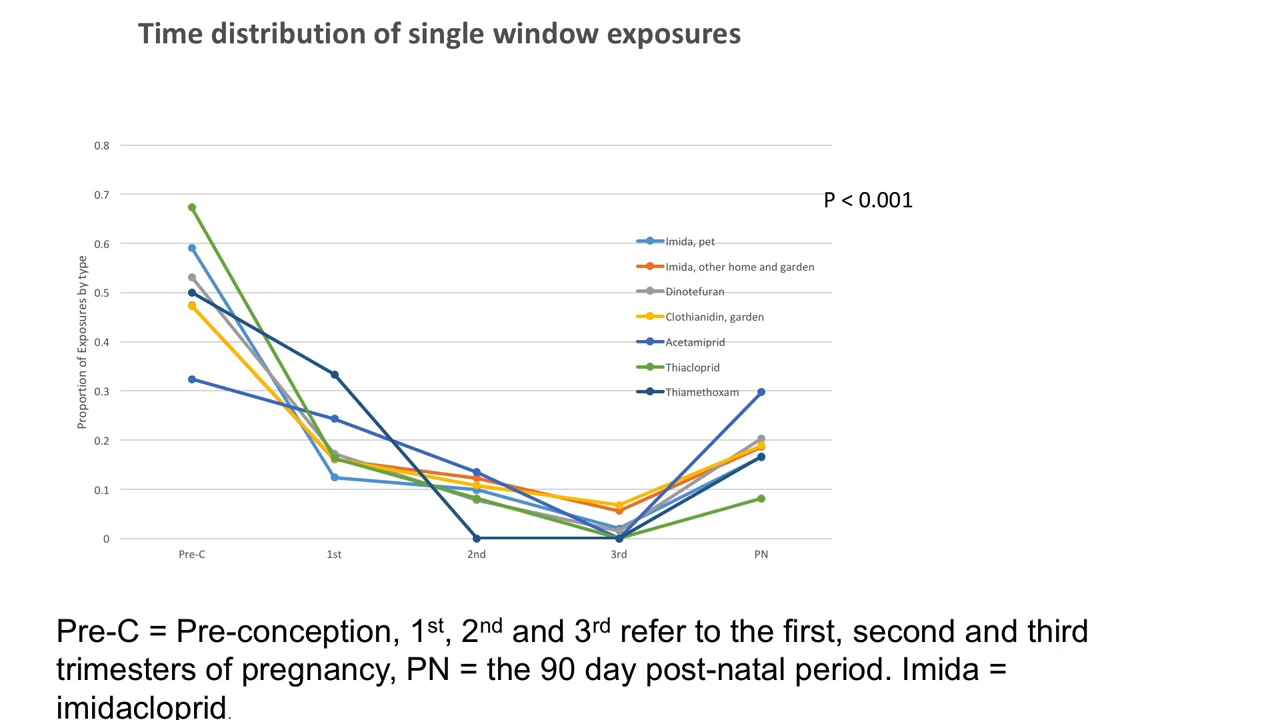 Time distribution of single window exposures
0.8
0.7
0.6
0.5
0.4
0.3
0.2
0.1
0
Proportion of Exposures by type
P < 0.001
Imida, pet
Imida, other home and garden
Dinotefuran
Clothianidin, garden
Acetamiprid
Thiacloprid
Thiamethoxam
Pre-C 1st 2nd 3rd PN
Pre-C = Pre-conception, 1st, 2nd and 3rd refer to the first, second and third
trimesters of pregnancy, PN = the 90 day post-natal period. Imida =
imidacloprid.